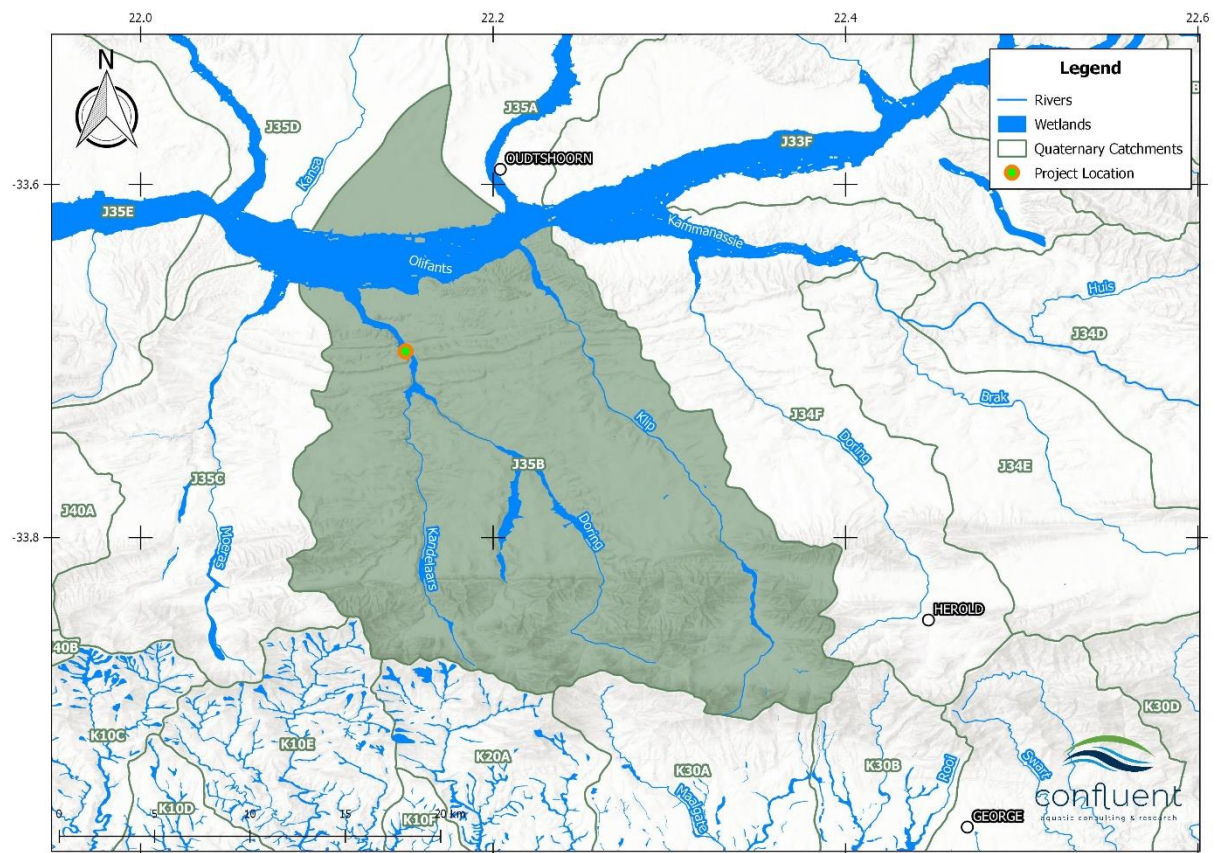 22.0
22.2
22.4
22.6
N
Legend
Rivers
Wetlands
Quaternary Catchments
Project Location
J35D
J35A
J33F
B
Kansa
OUDTSHOORN
-33.6
J35E
Kammanassie
Olifants
Huis
J34D
Brak
Klip
J34F
Doring
J34E
J35B
J35C
J40A
Moeras
Kandelaars
Doring
-33.8
HEROLD
40B
K10C
K10E
K20A
K30A
K30B
K30D
Rooi
Swart
Maalgate
K10D
K10F
GEORGE
0
5
10
15
20 km
confluent
aquatic consulting & research